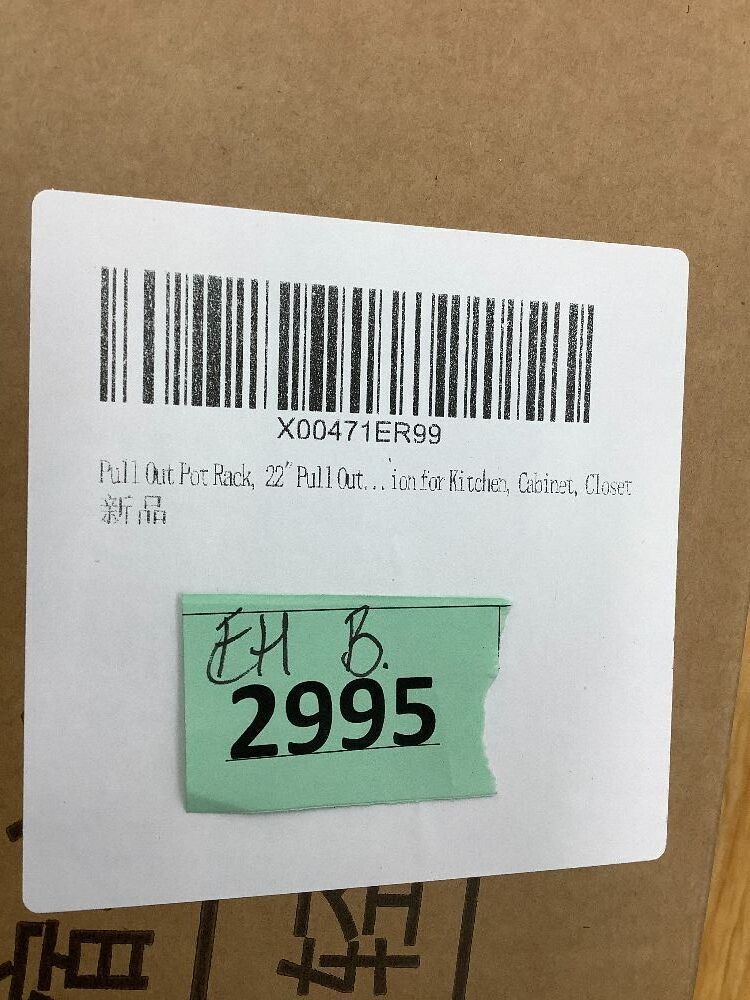 X00471ER99
Pull Out Pot Rack, 22" Pull Out...ion for Kitchen, Cabinet, Closet
新品
EH B.
2995